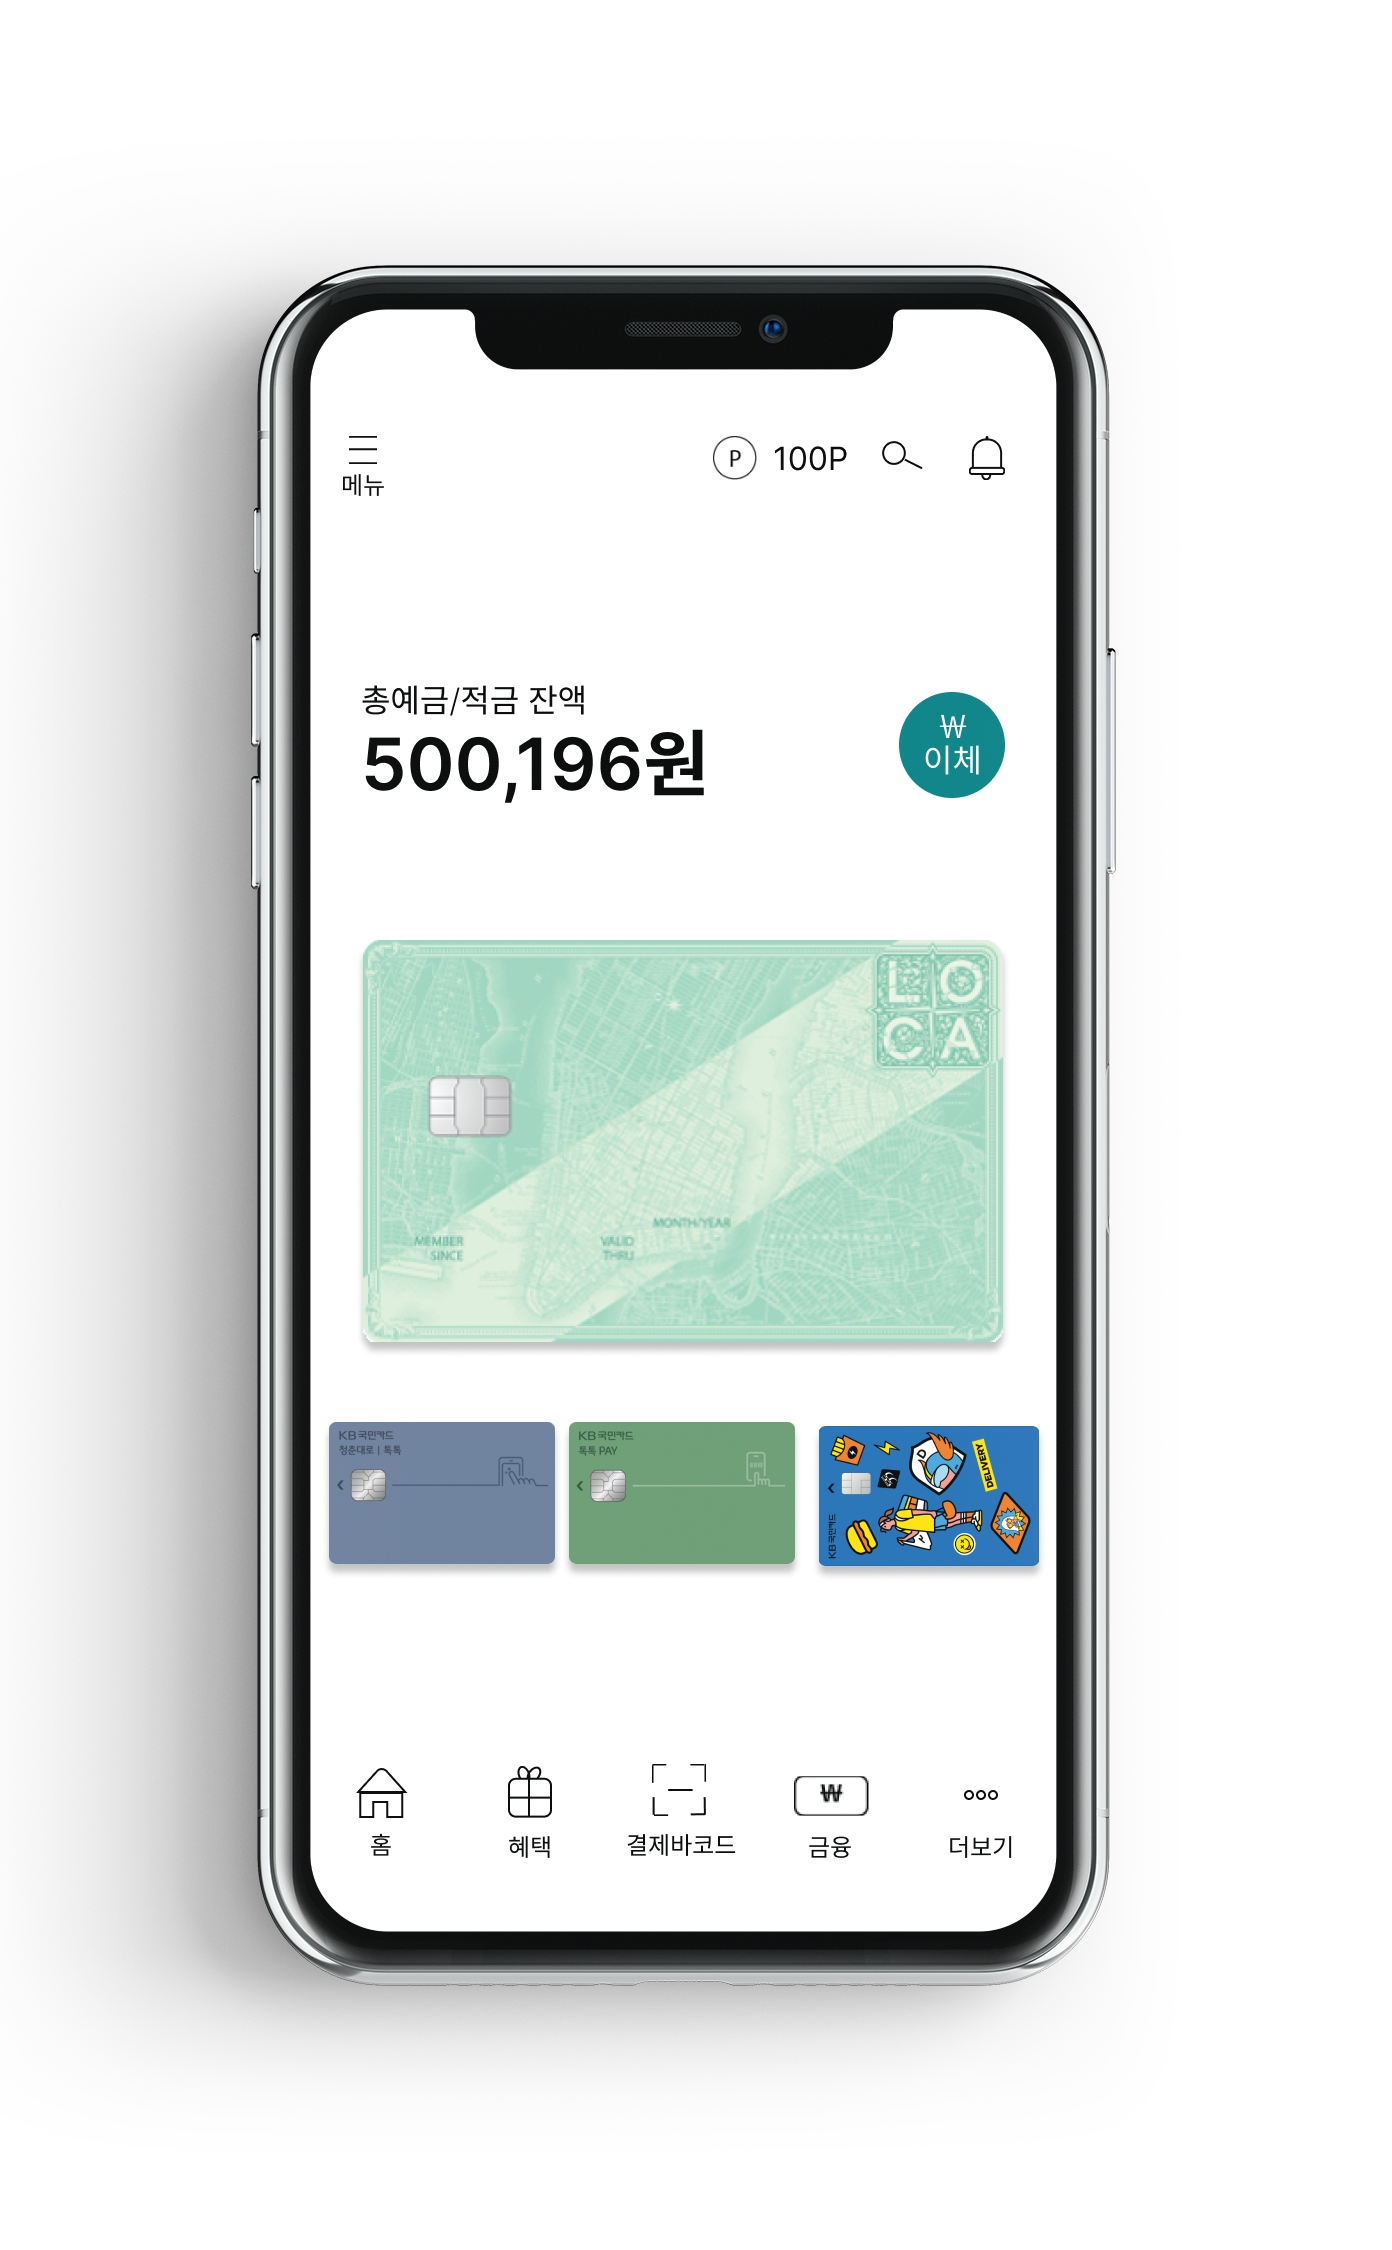 메뉴
P 100P
총예금/적금 잔액
500,196원
₩
이체
LO
CA
MONTH/YEAR
MEMBER
SINCE
VALID
THRU
KB국민카드
청춘대로 | 톡톡
KB국민카드
톡톡 PAY
DELIVERY
KB국민카드
₩
홈
혜택
결제바코드
금융
더보기